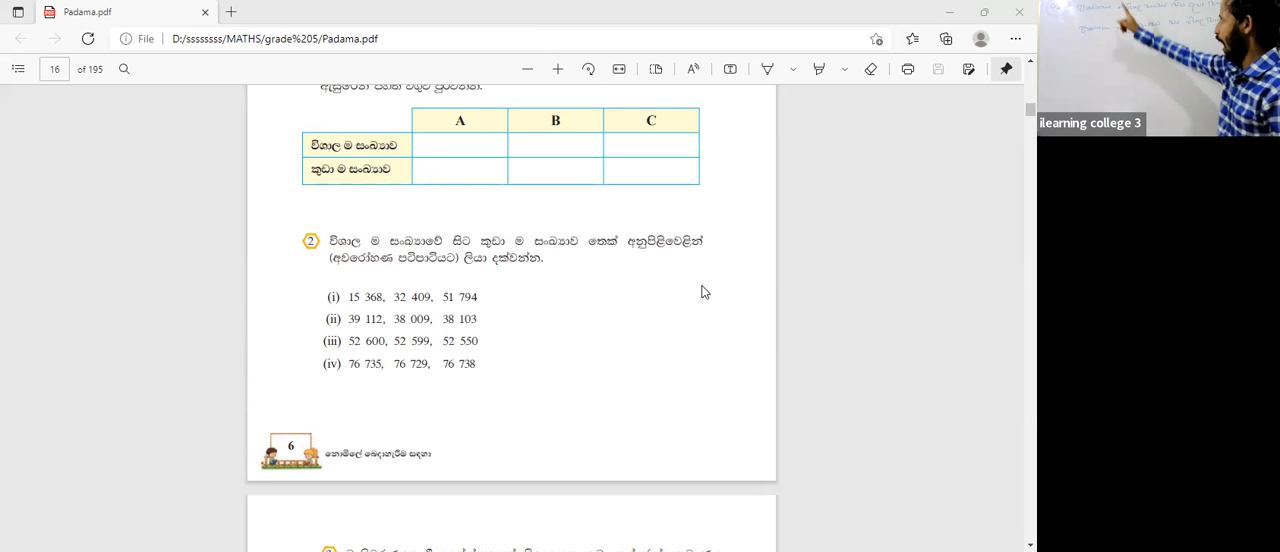 Padama.pdf
File D:/ssssssss/MATHS/grade%205/Padama.pdf
16 of 195
A B C
විශාල ම සංඛ්‍යාව
කුඩා ම සංඛ්‍යාව
2 විශාල ම සංඛ්‍යාවේ සිට කුඩා ම සංඛ්‍යාව තෙක් අනුපිළිවෙළින්
(අවරෝහණ පටිපාටියට) ලියා දක්වන්න.
(i) 15 368, 32 409, 51 794
(ii) 39 112, 38 009, 38 103
(iii) 52 600, 52 599, 52 550
(iv) 76 735, 76 729, 76 738
6 නොමිලේ බෙදාහැරීම සඳහා
ilearning college 3